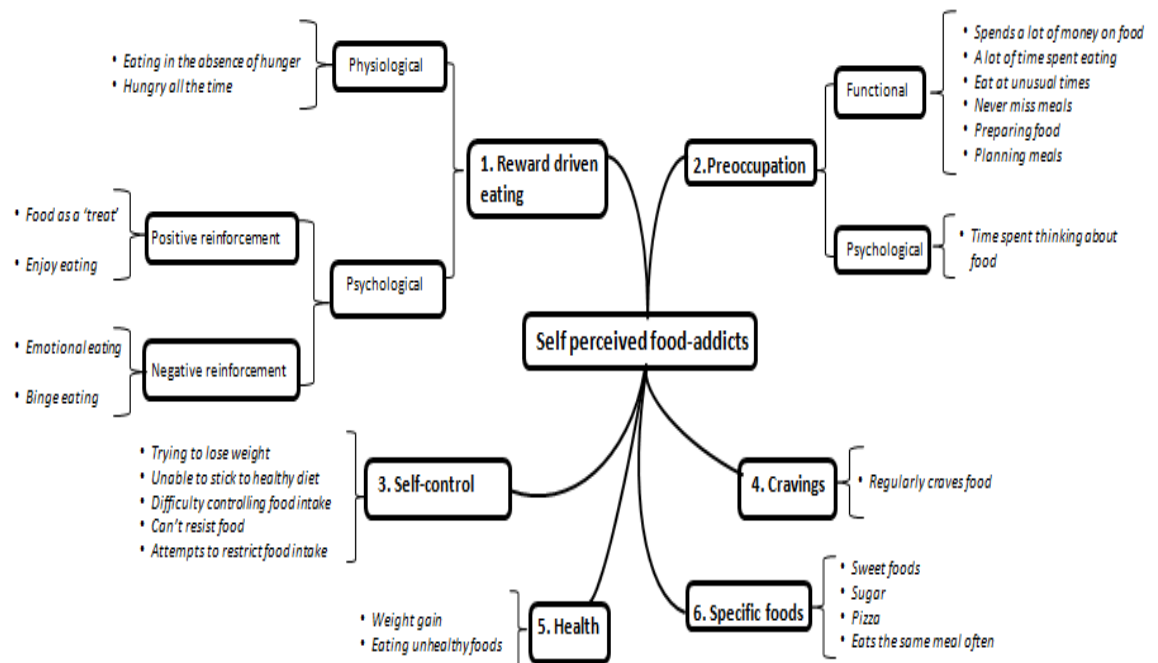 Self perceived food-addicts
1. Reward driven
eating
Physiological
• Eating in the absence of hunger
• Hungry all the time
Psychological
Positive reinforcement
• Food as a ‘treat’
• Enjoy eating
Negative reinforcement
• Emotional eating
• Binge eating
2.Preoccupation
Functional
• Spends a lot of money on food
• A lot of time spent eating
• Eat at unusual times
• Never miss meals
• Preparing food
• Planning meals
Psychological
• Time spent thinking about
food
3. Self-control
• Trying to lose weight
• Unable to stick to healthy diet
• Difficulty controlling food intake
• Can’t resist food
• Attempts to restrict food intake
4. Cravings
• Regularly craves food
5. Health
• Weight gain
• Eating unhealthy foods
6. Specific foods
• Sweet foods
• Sugar
• Pizza
• Eats the same meal often